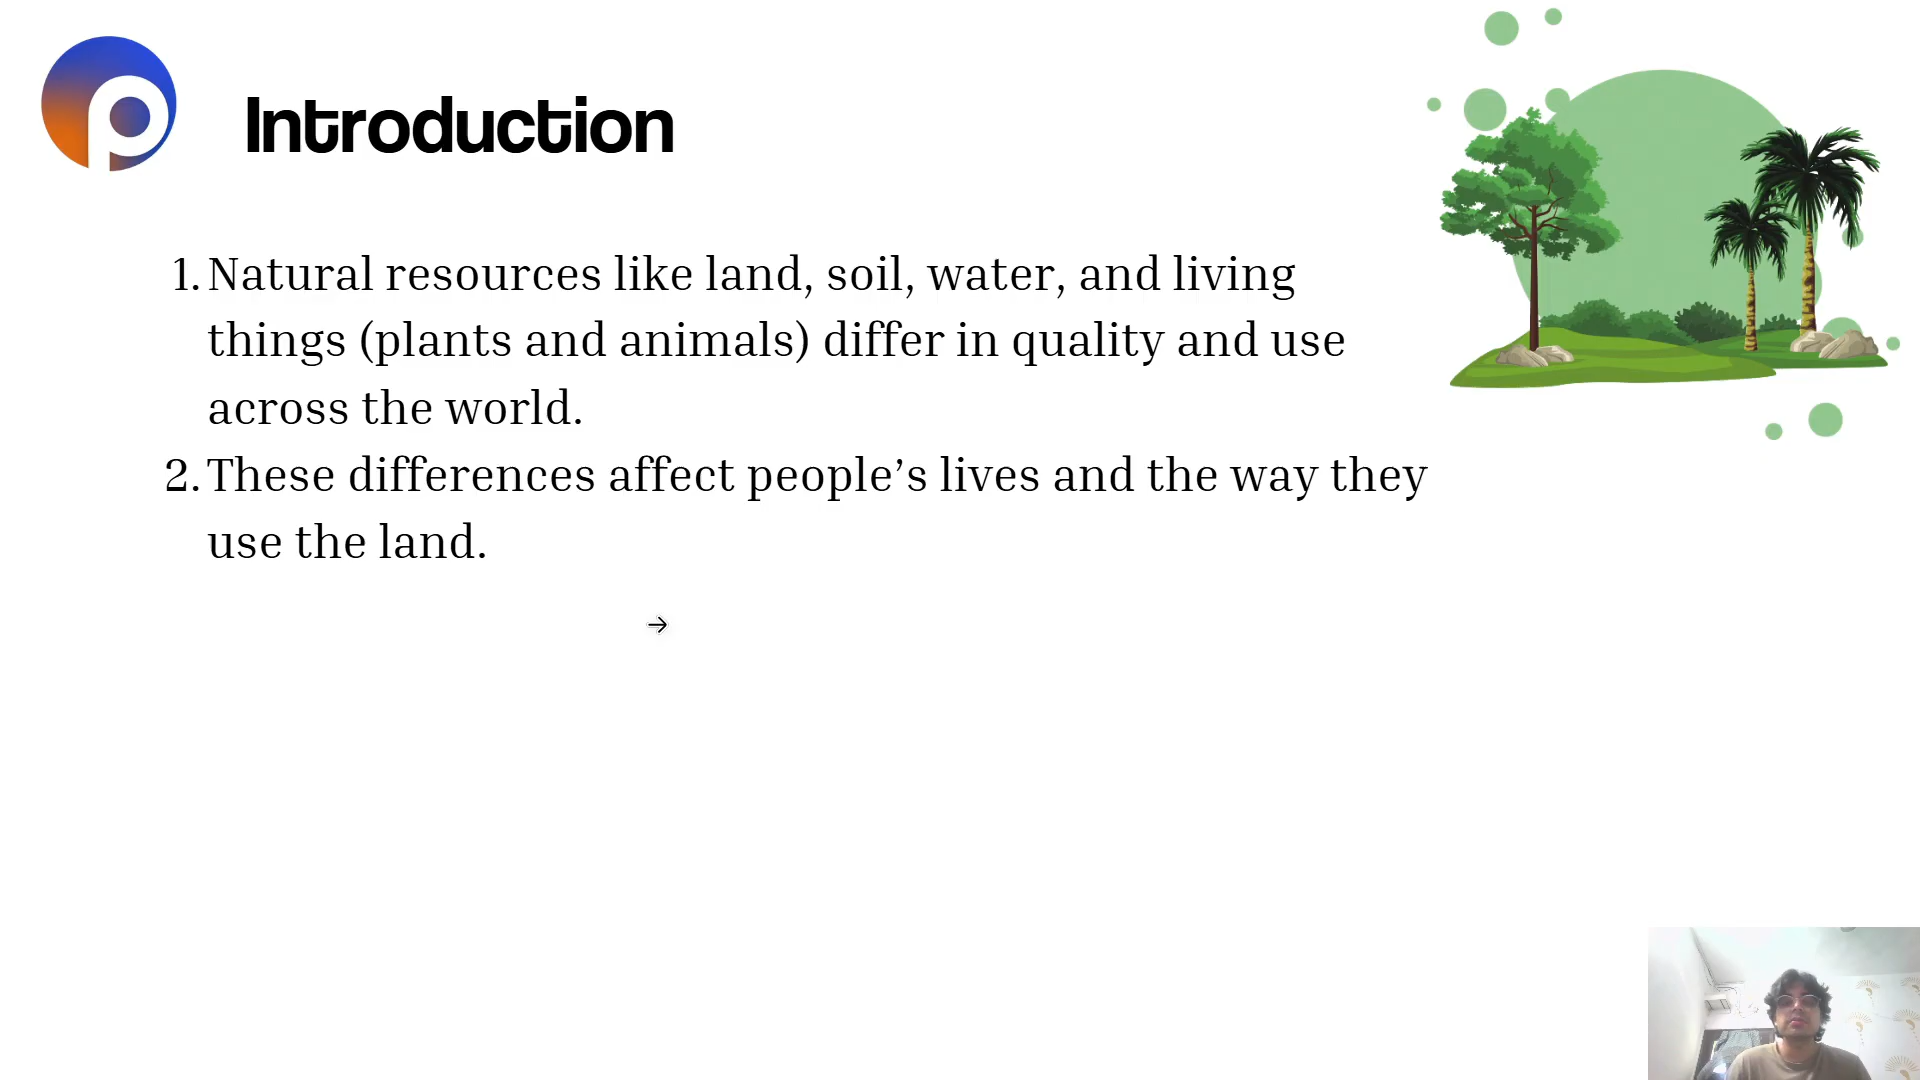 Introduction
1. Natural resources like land, soil, water, and living
things (plants and animals) differ in quality and use
across the world.
2. These differences affect people’s lives and the way they
use the land.